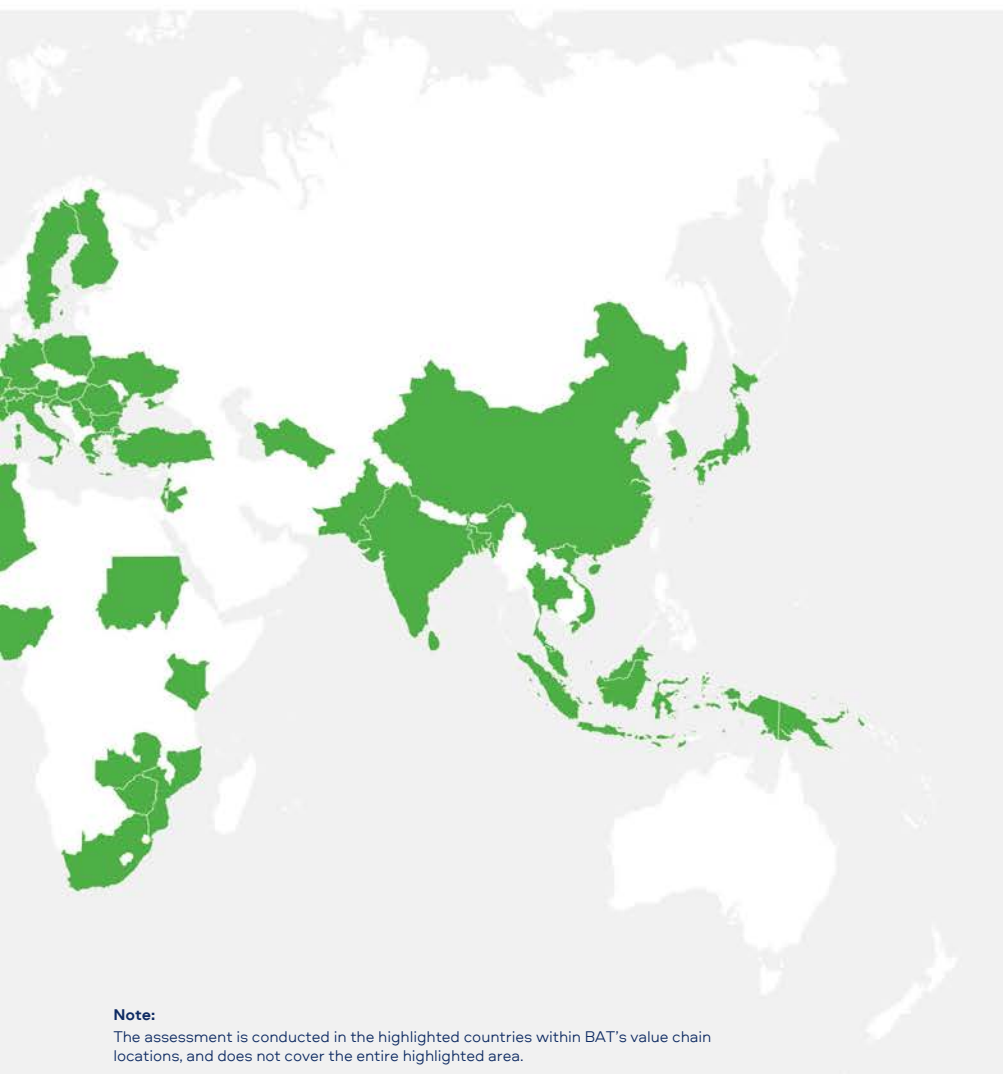 Note:
The assessment is conducted in the highlighted countries within BAT’s value chain
locations, and does not cover the entire highlighted area.